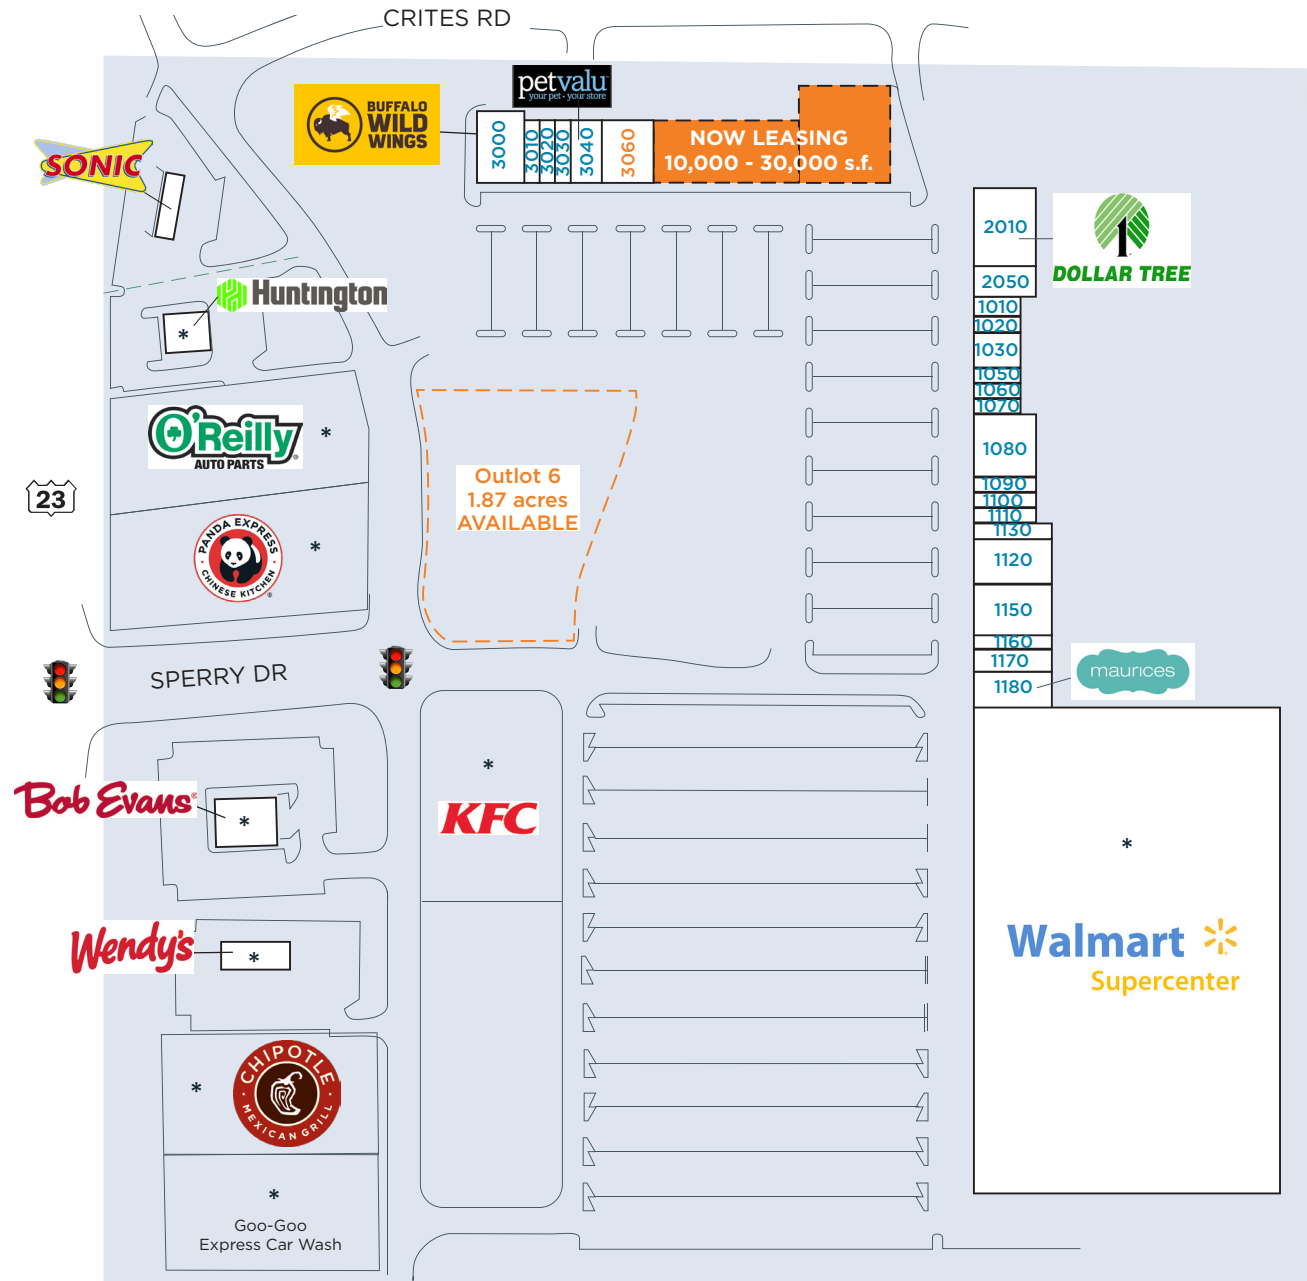 CRITES RD
petvalu
your pet • your store
BUFFALO
WILD
WINGS
3000
3010
3020
3030
3040
3060
NOW LEASING
10,000 - 30,000 s.f.
SONIC
2010
DOLLAR TREE
2050
Huntington
*
1010
1020
1030
1050
1060
1070
O'Reilly
AUTO PARTS
*
1080
Outlot 6
1.87 acres
AVAILABLE
23
1090
1100
1110
1130
PANDA EXPRESS
CHINESE KITCHEN
*
1120
1150
1160
1170
1180
maurices
SPERRY DR
*
KFC
Bob Evans
*
*
Walmart
Supercenter
Wendy's
*
*
CHIPOTLE
MEXICAN GRILL
*
Goo-Goo
Express Car Wash